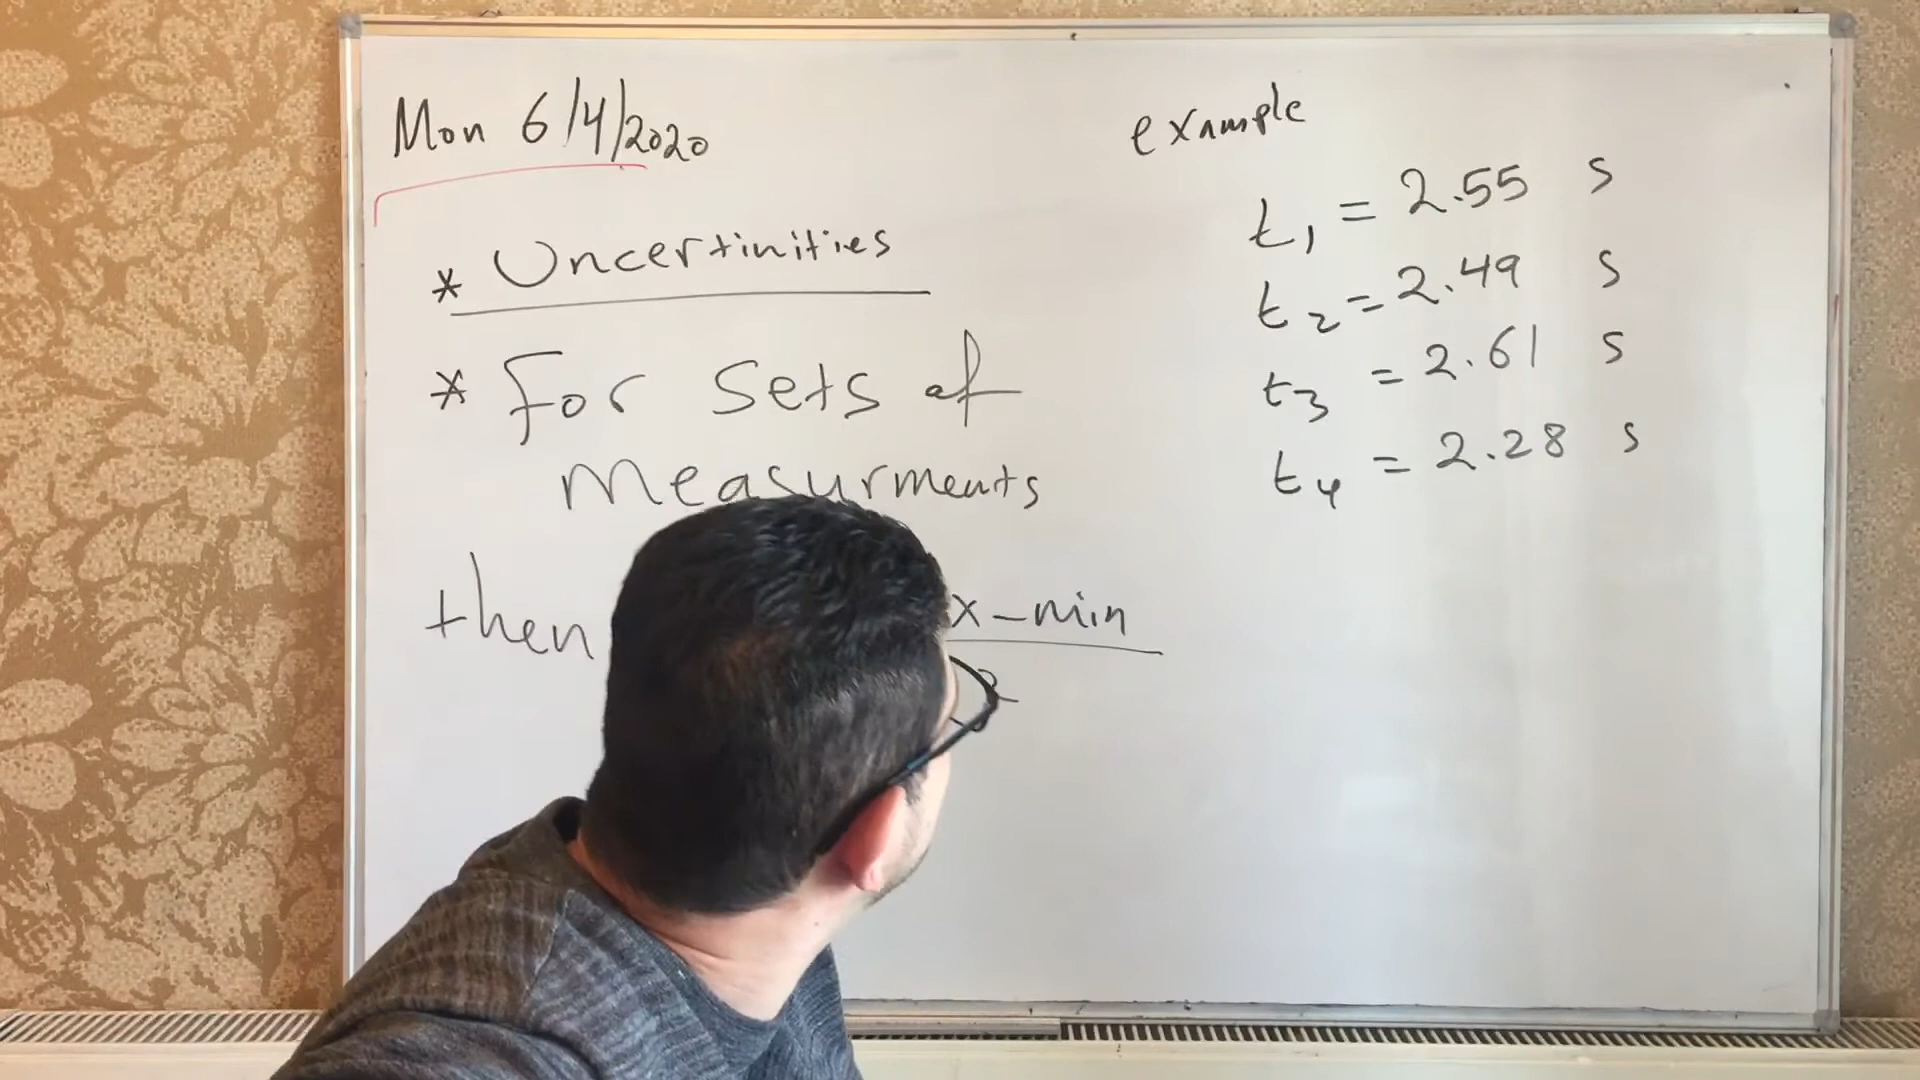 Mon 6/4/2020
* Uncertinities
* For sets of
measurments
then x-min
2
example
t1 = 2.55 s
t2 = 2.49 s
t3 = 2.61 s
t4 = 2.28 s